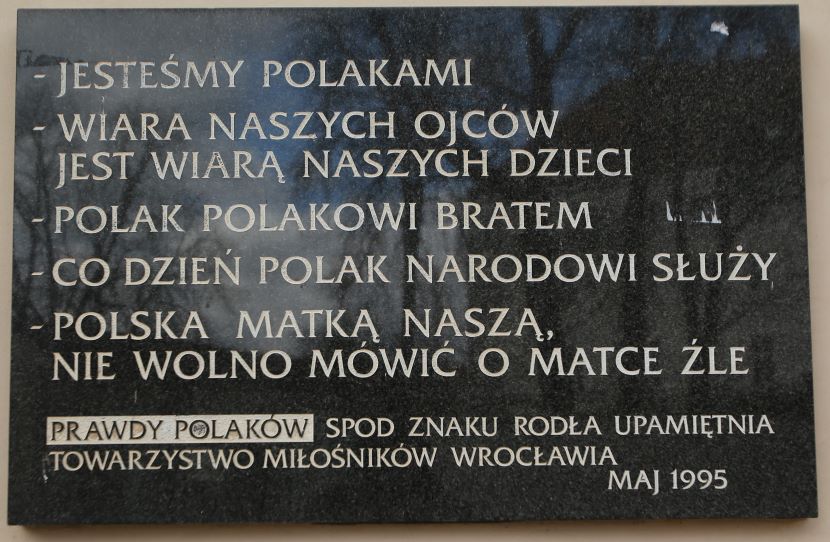 - JESTEŚMY POLAKAMI
- WIARA NASZYCH OJCÓW
JEST WIARĄ NASZYCH DZIECI
- POLAK POLAKOWI BRATEM
- CO DZIEŃ POLAK NARODOWI SŁUŻY
- POLSKA MATKĄ NASZĄ,
NIE WOLNO MÓWIĆ O MATCE ŹLE
PRAWDY POLAKÓW SPOD ZNAKU RODŁA UPAMIĘTNIA
TOWARZYSTWO MIŁOŚNIKÓW WROCŁAWIA
MAJ 1995